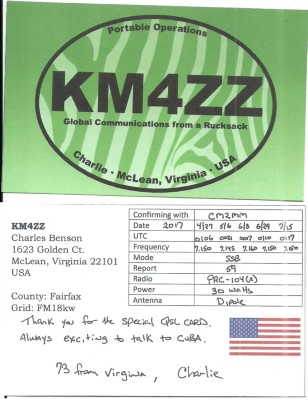 Portable Operations
KM4ZZ
Global Communications from a Rucksack
Charlie · McLean, Virginia · USA
KM4ZZ
Charles Benson
1623 Golden Ct.
McLean, Virginia 22101
USA
County: Fairfax
Grid: FM18kw
Confirming with CM2MM
Date 2017 4/27 5/6 6/3 6/29 7/15
UTC 0106 0021 0007 0110 0117
Frequency 7.150 7.145 7.160 7.150 7.150
Mode SSB
Report 59
Radio PRC-104(A)
Power 30 watts
Antenna Dipole
Thank you for the special QSL CARD.
Always exciting to talk to CUBA.
73 from Virginia, Charlie